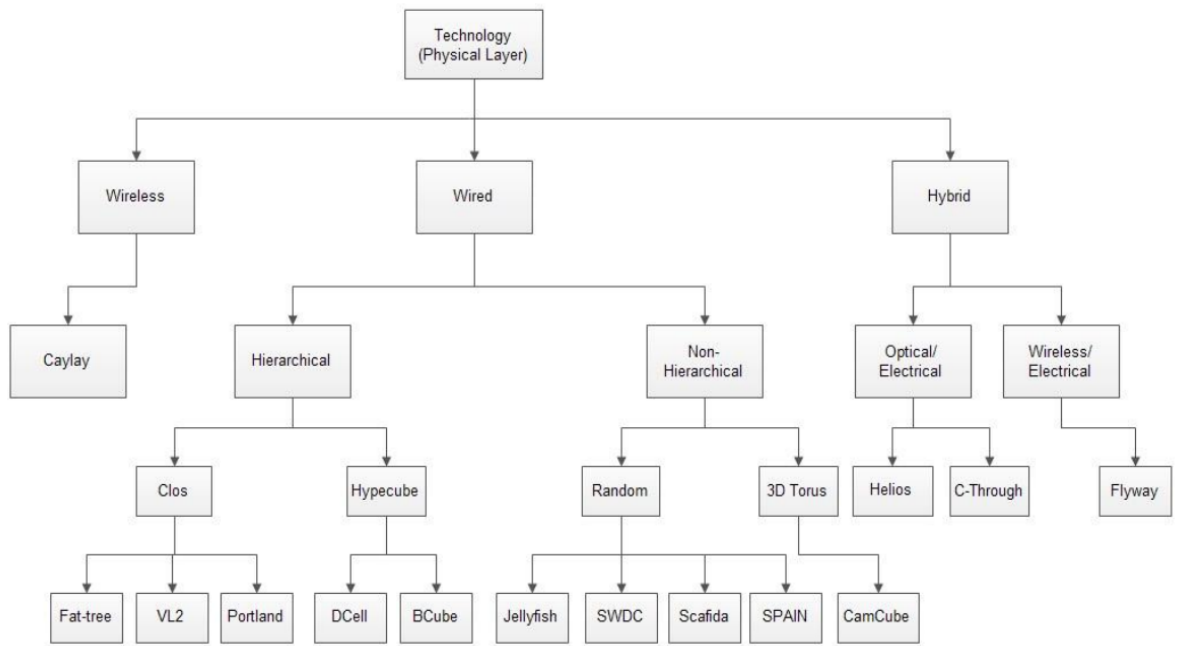 Technology
(Physical Layer)
Wireless
Wired
Hybrid
Caylay
Hierarchical
Non-
Hierarchical
Optical/
Electrical
Wireless/
Electrical
Clos
Hypecube
Random
3D Torus
Helios
C-Through
Flyway
Fat-tree
VL2
Portland
DCell
BCube
Jellyfish
SWDC
Scafida
SPAIN
CamCube